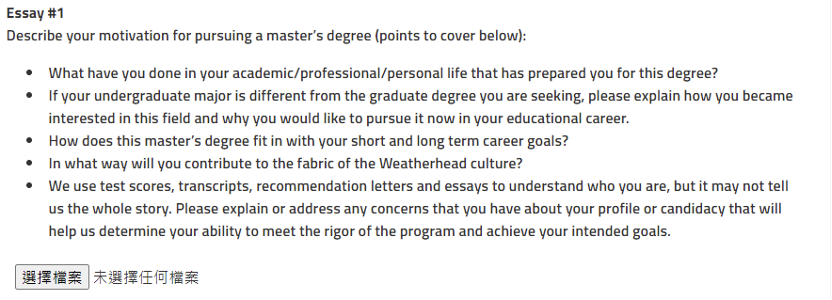 Essay #1
Describe your motivation for pursuing a master's degree (points to cover below):
• What have you done in your academic/professional/personal life that has prepared you for this degree?
• If your undergraduate major is different from the graduate degree you are seeking, please explain how you became
interested in this field and why you would like to pursue it now in your educational career.
• How does this master's degree fit in with your short and long term career goals?
• In what way will you contribute to the fabric of the Weatherhead culture?
• We use test scores, transcripts, recommendation letters and essays to understand who you are, but it may not tell
us the whole story. Please explain or address any concerns that you have about your profile or candidacy that will
help us determine your ability to meet the rigor of the program and achieve your intended goals.
選擇檔案 未選擇任何檔案